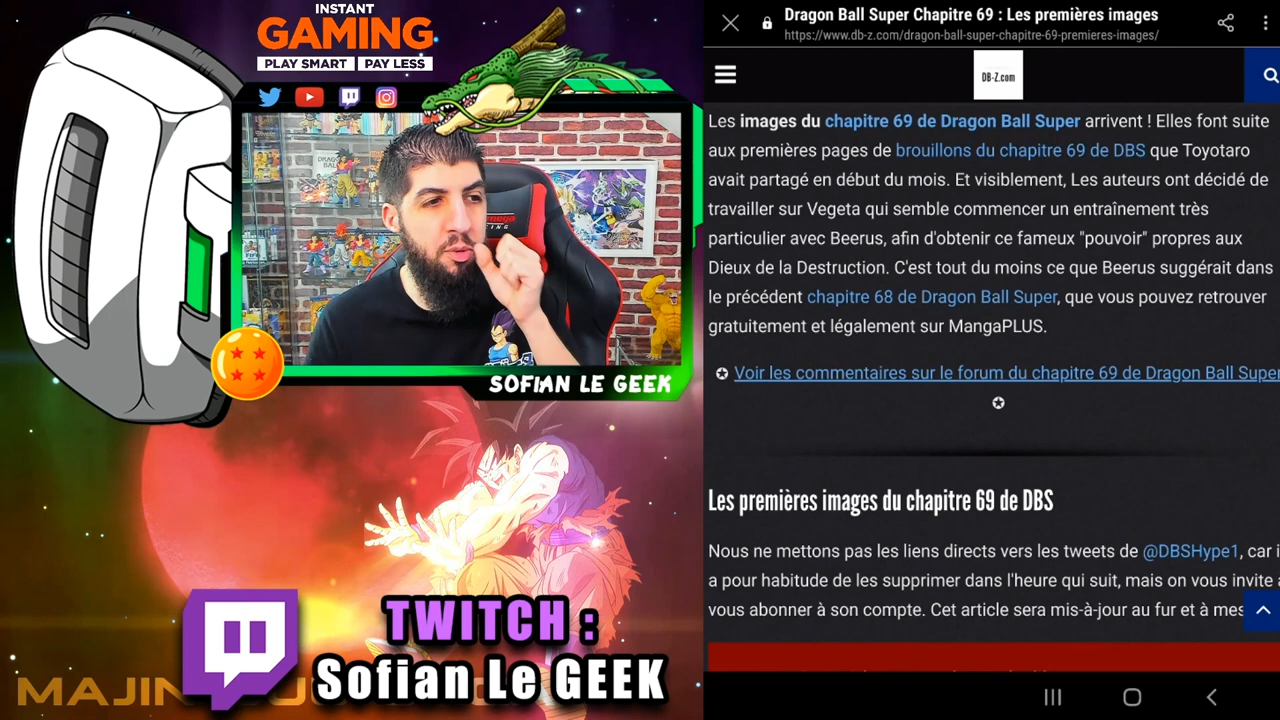 INSTANT
GAMING
PLAY SMART | PAY LESS
SOFIAN LE GEEK
TWITCH :
Sofian Le GEEK
MAJIN
Dragon Ball Super Chapitre 69 : Les premières images
https://www.db-z.com/dragon-ball-super-chapitre-69-premieres-images/
DB-Z.com
Les images du chapitre 69 de Dragon Ball Super arrivent ! Elles font suite
aux premières pages de brouillons du chapitre 69 de DBS que Toyotaro
avait partagé en début du mois. Et visiblement, Les auteurs ont décidé de
travailler sur Vegeta qui semble commencer un entraînement très
particulier avec Beerus, afin d'obtenir ce fameux "pouvoir" propres aux
Dieux de la Destruction. C'est tout du moins ce que Beerus suggérait dans
le précédent chapitre 68 de Dragon Ball Super, que vous pouvez retrouver
gratuitement et légalement sur MangaPLUS.
✪ Voir les commentaires sur le forum du chapitre 69 de Dragon Ball Super
✪
Les premières images du chapitre 69 de DBS
Nous ne mettons pas les liens directs vers les tweets de @DBSHype1, car i
a pour habitude de les supprimer dans l'heure qui suit, mais on vous invite à
vous abonner à son compte. Cet article sera mis-à-jour au fur et à mes